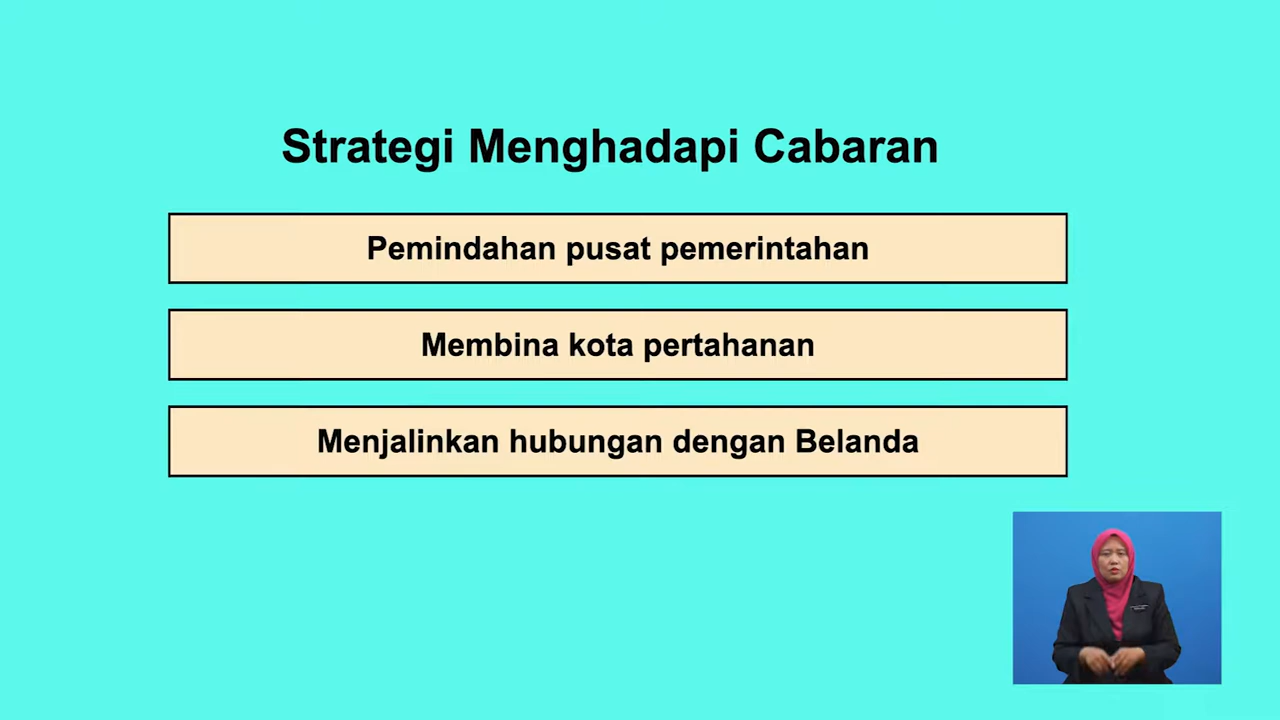 Strategi Menghadapi Cabaran
Pemindahan pusat pemerintahan
Membina kota pertahanan
Menjalinkan hubungan dengan Belanda